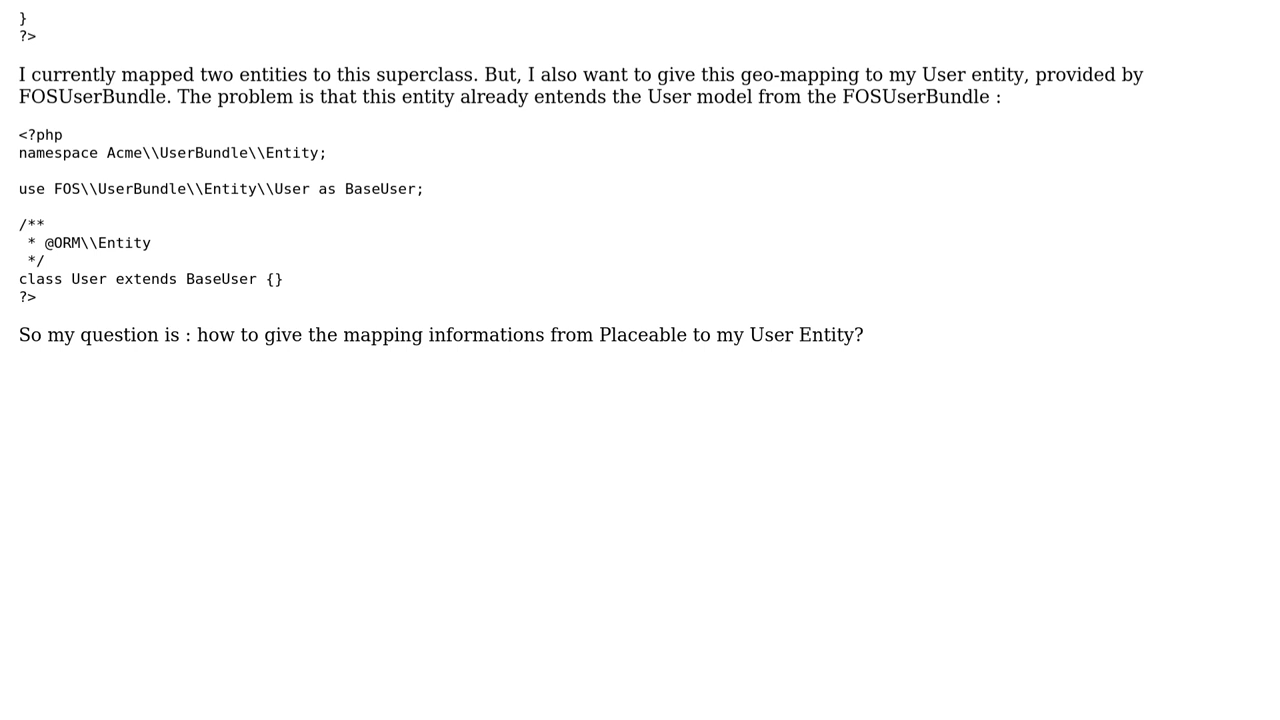 }
?>
I currently mapped two entities to this superclass. But, I also want to give this geo-mapping to my User entity, provided by
FOSUserBundle. The problem is that this entity already entends the User model from the FOSUserBundle :
<?php
namespace Acme\\UserBundle\\Entity;
use FOS\\UserBundle\\Entity\\User as BaseUser;
/**
 * @ORM\\Entity
 */
class User extends BaseUser {}
?>
So my question is : how to give the mapping informations from Placeable to my User Entity?